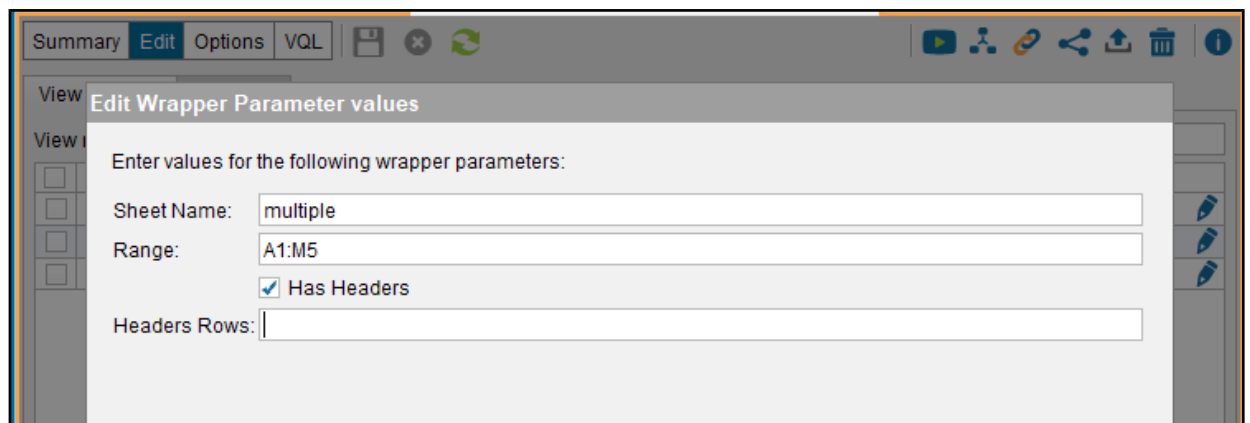 Summary Edit Options VQL
View
Edit Wrapper Parameter values
View
Enter values for the following wrapper parameters:
Sheet Name: multiple
Range: A1:M5
Has Headers
Headers Rows: